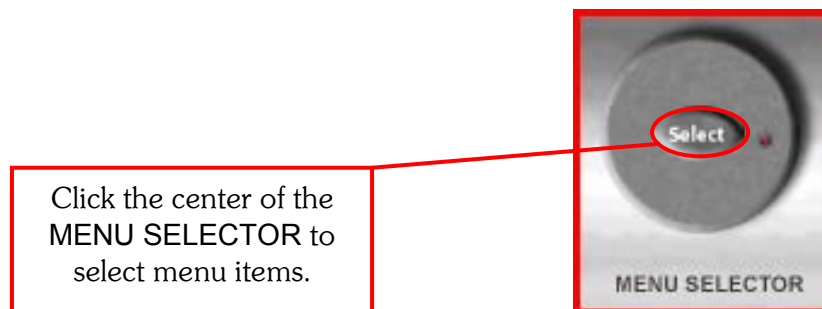 Select
Click the center of the
MENU SELECTOR to
select menu items.
MENU SELECTOR